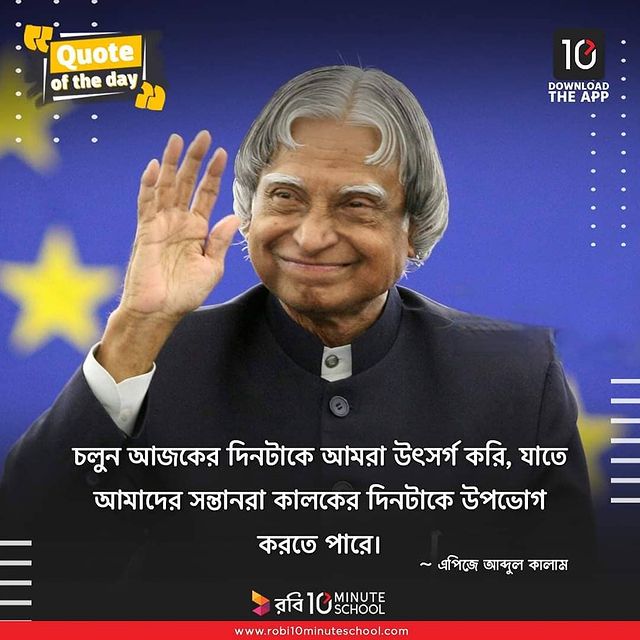 Quote
of the day
10
DOWNLOAD
THE APP
চলুন আজকের দিনটাকে আমরা উৎসর্গ করি, যাতে
আমাদের সন্তানরা কালকের দিনটাকে উপভোগ
করতে পারে।
~ এপিজে আব্দুল কালাম
রবি 10 MINUTE SCHOOL
www.robi10minuteschool.com